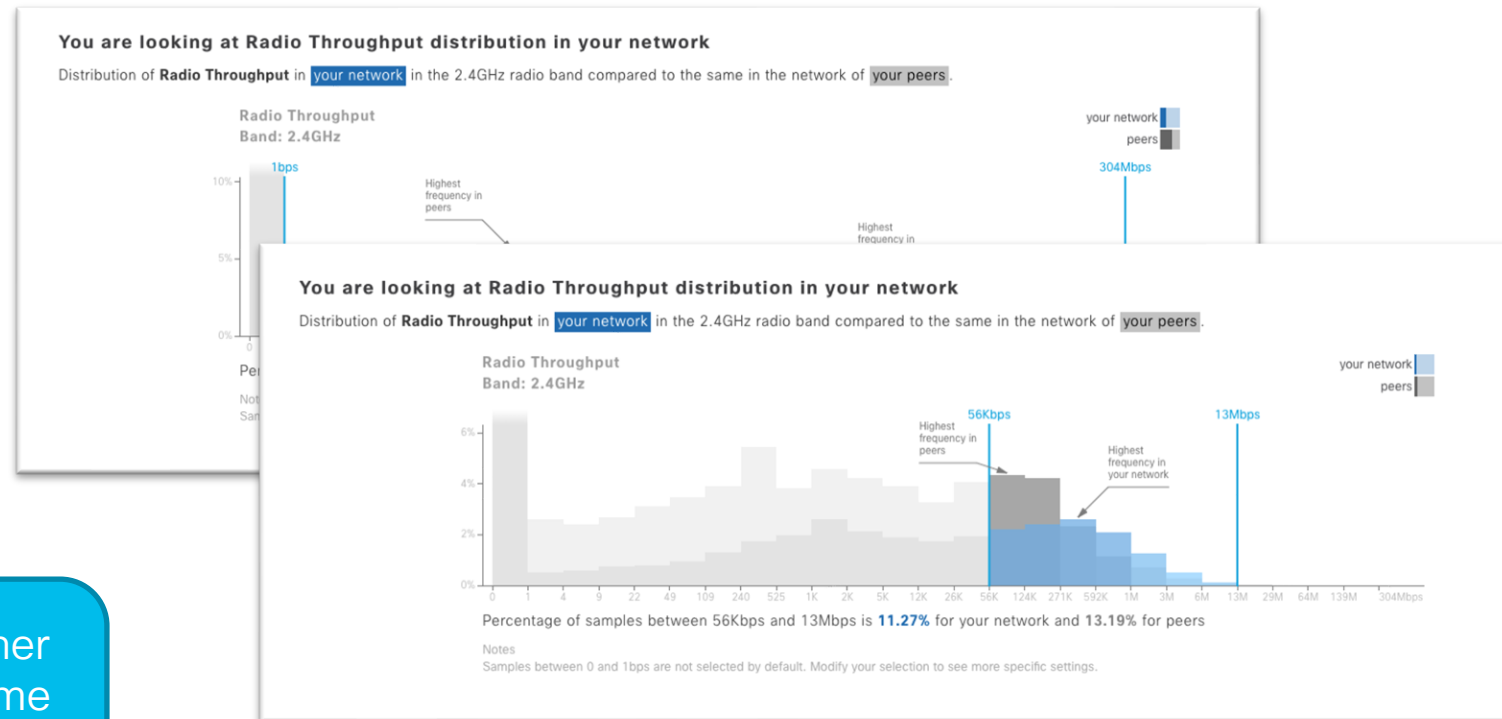 You are looking at Radio Throughput distribution in your network
Distribution of Radio Throughput in your network in the 2.4GHz radio band compared to the same in the network of your peers.
Radio Throughput
Band: 2.4GHz
your network
peers
1bps
304Mbps
10%
5%
0%
Highest
frequency in
peers
Highest
frequency in
0
You are looking at Radio Throughput distribution in your network
Distribution of Radio Throughput in your network in the 2.4GHz radio band compared to the same in the network of your peers.
Radio Throughput
Band: 2.4GHz
your network
peers
56Kbps
13Mbps
Highest
frequency in
peers
Highest
frequency in
your network
6%
4%
2%
0%
0 1 4 9 22 49 109 240 525 1K 2K 5K 12K 26K 56K 124K 271K 592K 1M 3M 6M 13M 29M 64M 139M 304Mbps
Percentage of samples between 56Kbps and 13Mbps is 11.27% for your network and 13.19% for peers
Notes
Samples between 0 and 1bps are not selected by default. Modify your selection to see more specific settings.